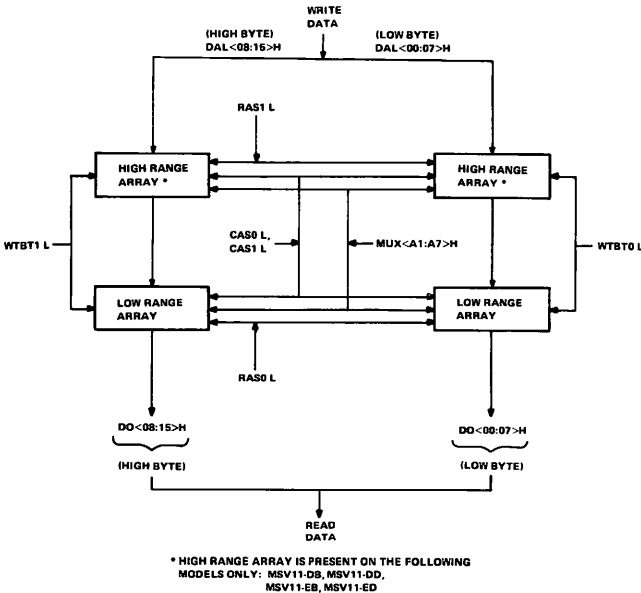 WRITE
DATA
(HIGH BYTE)
DAL<08:15>H
(LOW BYTE)
DAL<00:07>H
RAS1 L
HIGH RANGE
ARRAY *
HIGH RANGE
ARRAY *
WTBT1 L
CAS0 L,
CAS1 L
MUX<A1:A7>H
WTBT0 L
LOW RANGE
ARRAY
LOW RANGE
ARRAY
RAS0 L
DO<08:15>H
DO<00:07>H
(HIGH BYTE)
(LOW BYTE)
READ
DATA
* HIGH RANGE ARRAY IS PRESENT ON THE FOLLOWING
MODELS ONLY: MSV11-DB, MSV11-DD,
MSV11-EB, MSV11-ED